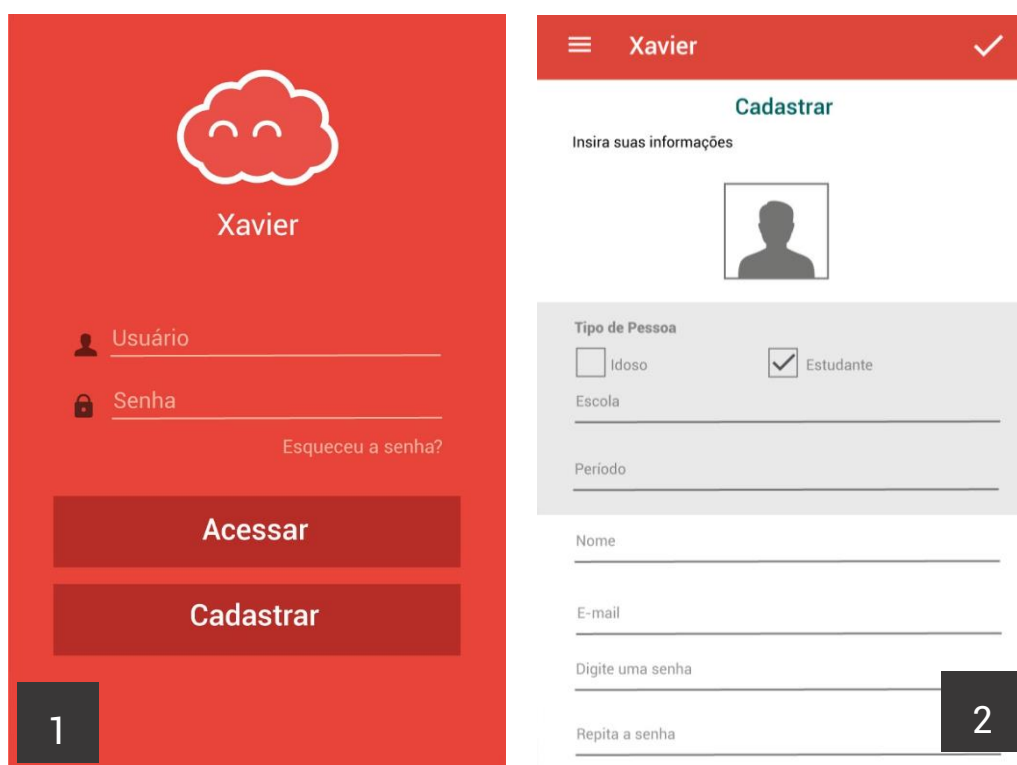 Xavier
Usuário
Senha
Esqueceu a senha?
Acessar
Cadastrar
1
Xavier
Cadastrar
Insira suas informações
Tipo de Pessoa
Idoso Estudante
Escola
Período
Nome
E-mail
Digite uma senha
Repita a senha
2